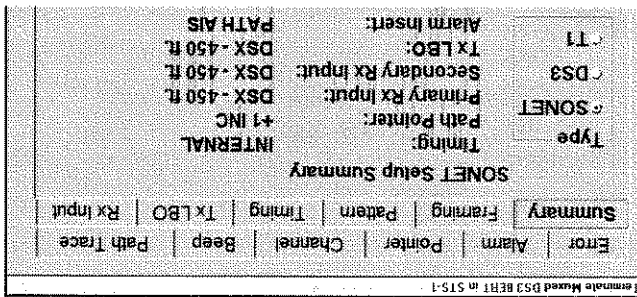 erminate Muxed DS3 BERT in STS-1
Error Alarm Pointer Channel Beep Path Trace
Summary Framing Pattern Timing Tx LBO Rx Input
SONET Setup Summary
Type
SONET
DS3
T1
Timing: INTERNAL
Path Pointer: +1 INC
Primary Rx Input: DSX - 450 ft.
Secondary Rx Input: DSX - 450 ft.
Tx LBO: DSX - 450 ft.
Alarm Insert: PATH AIS